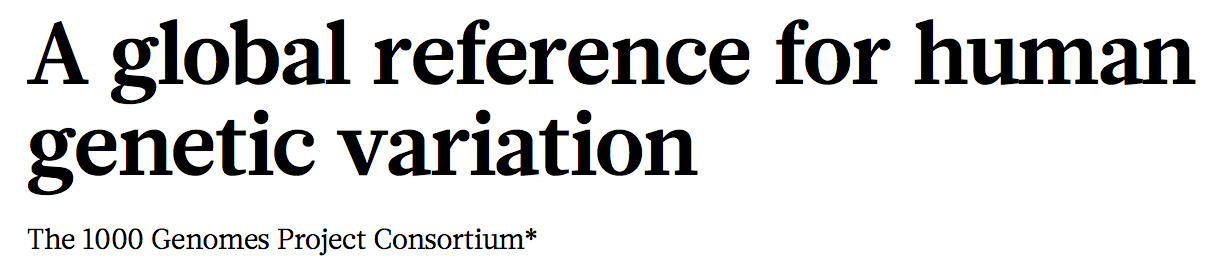 A global reference for human
genetic variation
The 1000 Genomes Project Consortium*